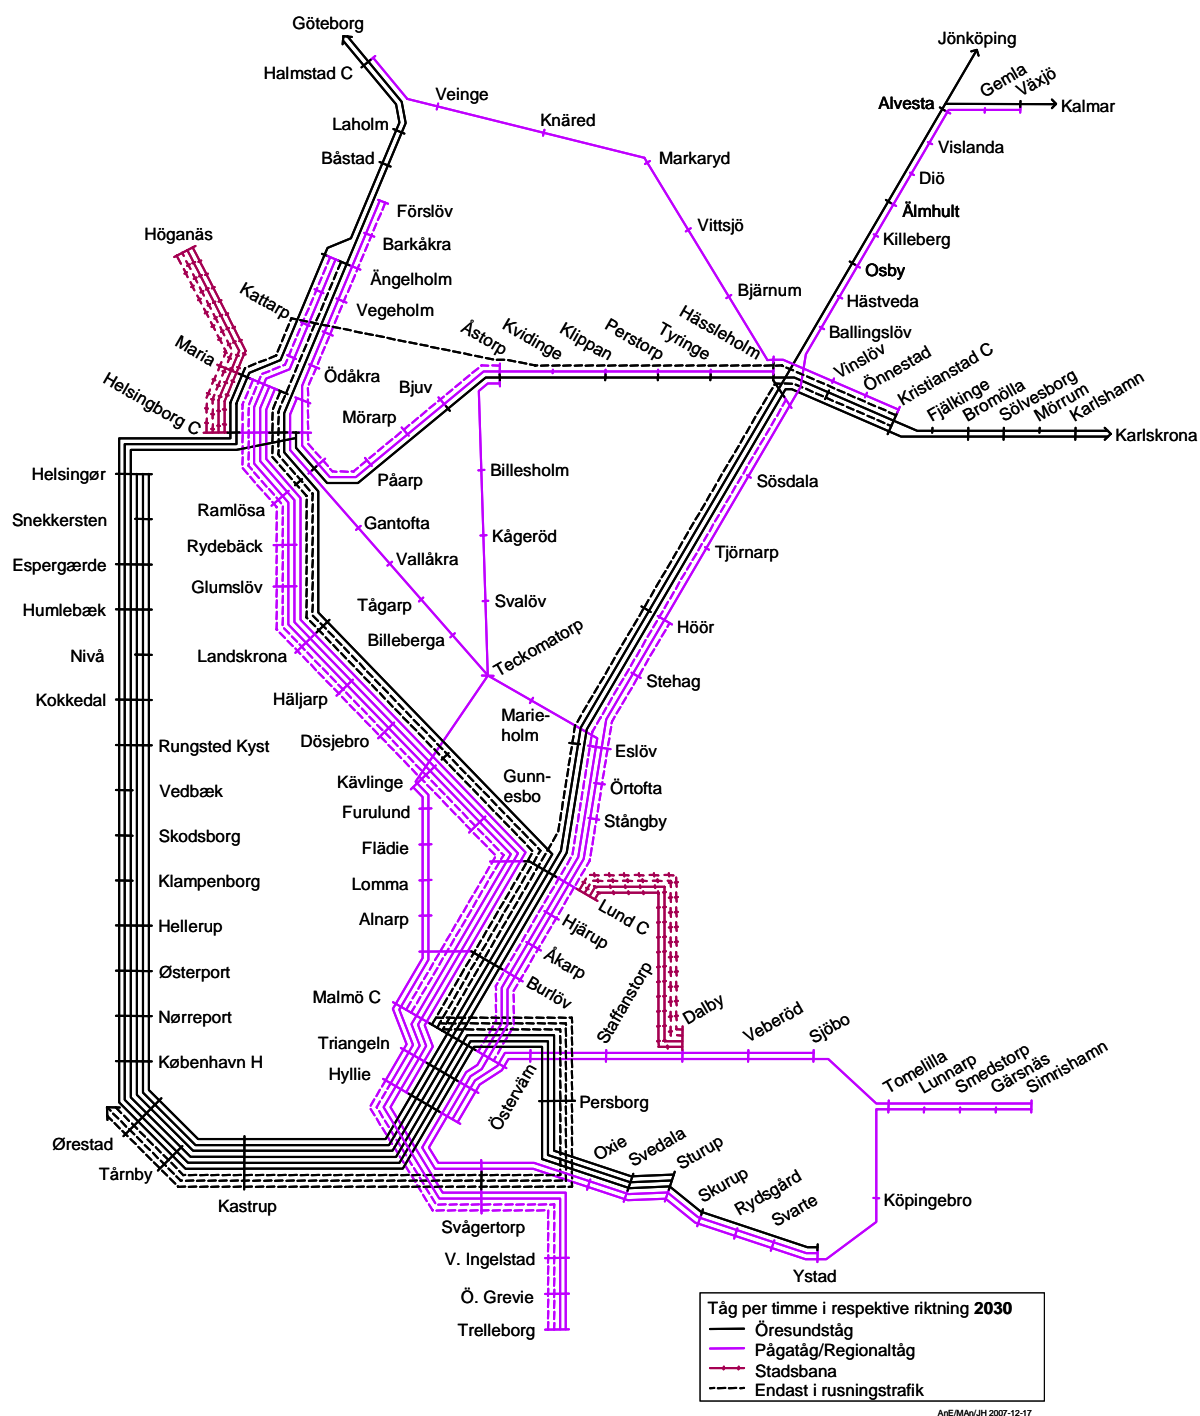 Göteborg
Halmstad C
Laholm
Båstad
Veinge
Knäred
Markaryd
Vittsjö
Bjärnum
Jönköping
Gemla
Växjö
Alvesta
Kalmar
Vislanda
Diö
Älmhult
Killeberg
Osby
Hästveda
Ballingslöv
Höganäs
Förslöv
Barkåkra
Ängelholm
Vegeholm
Kattarp
Maria
Helsingborg C
Ödåkra
Mörarp
Bjuv
Påarp
Åstorp
Kvidinge
Klippan
Perstorp
Tyringe
Hässleholm
Vinslöv
Önnestad
Kristianstad C
Fjälkinge
Bromölla
Sölvesborg
Mörrum
Karlshamn
Karlskrona
Helsingør
Snekkersten
Espergærde
Humlebæk
Nivå
Kokkedal
Rungsted Kyst
Vedbæk
Skodsborg
Klampenborg
Hellerup
Østerport
Nørreport
København H
Ørestad
Tårnby
Kastrup
Ramlösa
Rydebäck
Glumslöv
Landskrona
Häljarp
Dösjebro
Kävlinge
Furulund
Flädie
Lomma
Alnarp
Gantofta
Vallåkra
Tågarp
Billeberga
Billesholm
Kågeröd
Svalöv
Teckomatorp
Marie-
holm
Gunn-
esbo
Sösdala
Tjörnarp
Höör
Stehag
Eslöv
Örtofta
Stångby
Lund C
Hjärup
Åkarp
Burlöv
Malmö C
Triangeln
Hyllie
Östervärn
Staffanstorp
Dalby
Veberöd
Sjöbo
Tomelilla
Lunnarp
Smedstorp
Gärsnäs
Simrishamn
Persborg
Oxie
Svedala
Sturup
Skurup
Rydsgård
Svarte
Köpingebro
Ystad
Svågertorp
V. Ingelstad
Ö. Grevie
Trelleborg
Tåg per timme i respektive riktning 2030
Öresundståg
Pågatåg/Regionaltåg
Stadsbana
Endast i rusningstrafik
AnE/MAn/JH 2007-12-17